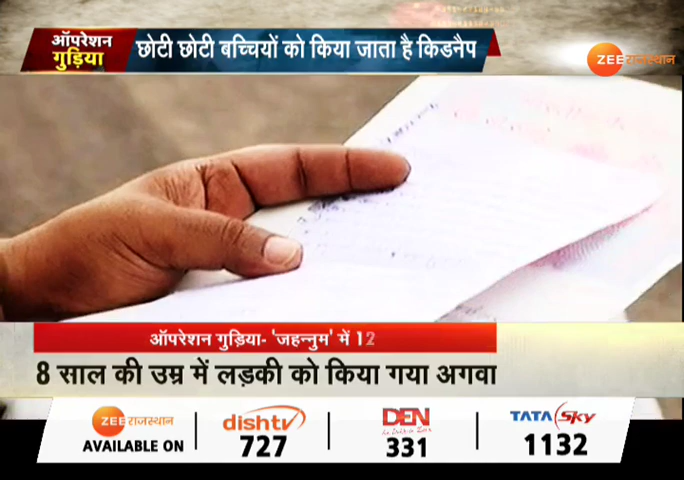 ऑपरेशन
गुड़िया
छोटी छोटी बच्चियों को किया जाता है किडनैप
ZEE राजस्थान
ऑपरेशन गुड़िया- 'जहन्नुम' में 12
8 साल की उम्र में लड़की को किया गया अगवा
ZEE राजस्थान
AVAILABLE ON
dishtv
727
DEN
331
TATA Sky
1132